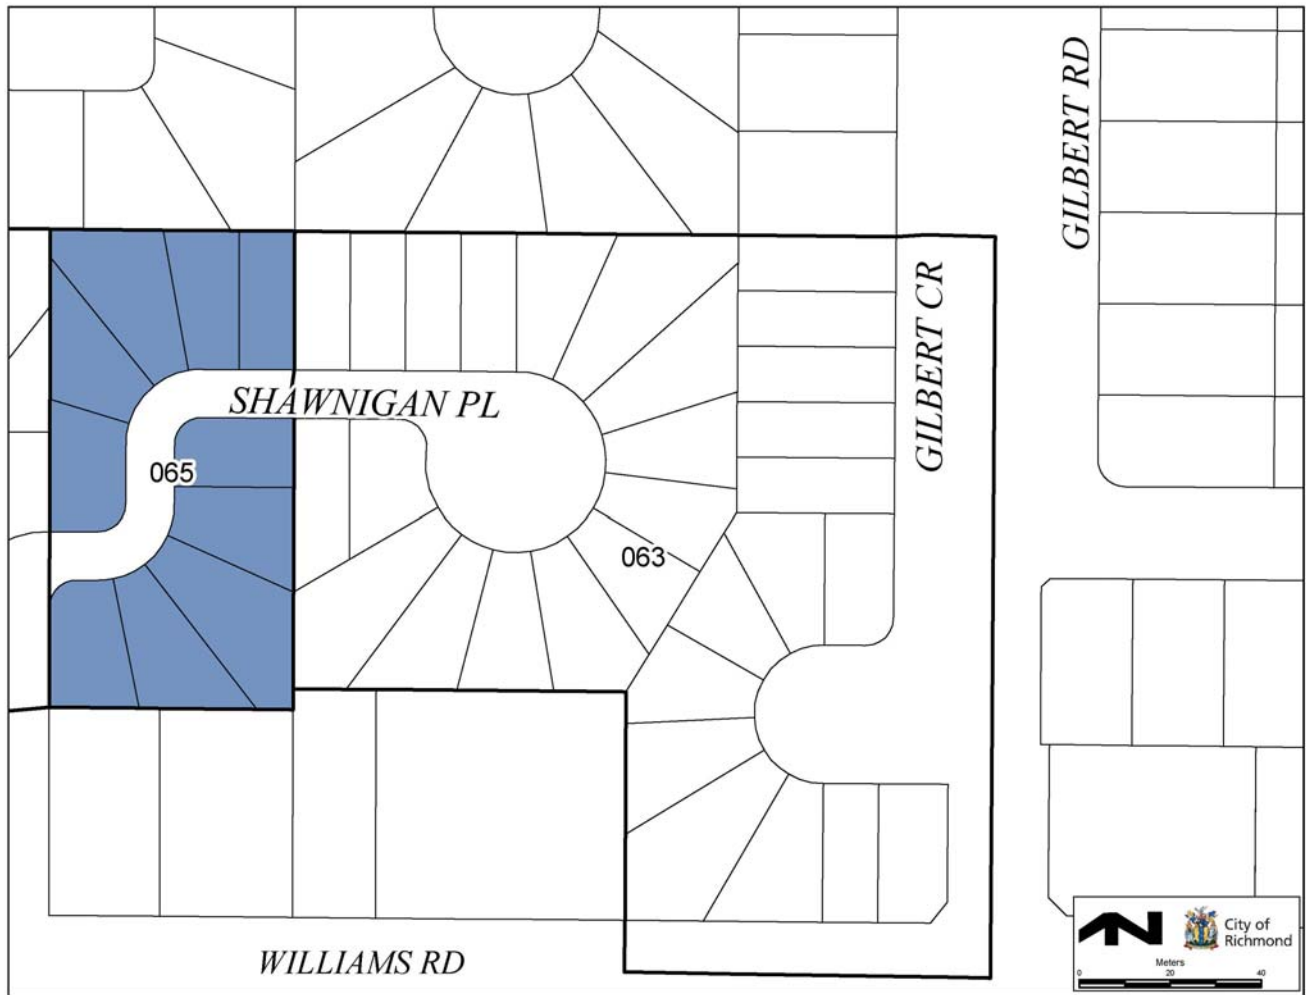 GILBERT RD
GILBERT CR
SHAWNIGAN PL
065
063
WILLIAMS RD
N
City of
Richmond
Meters
0 20 40